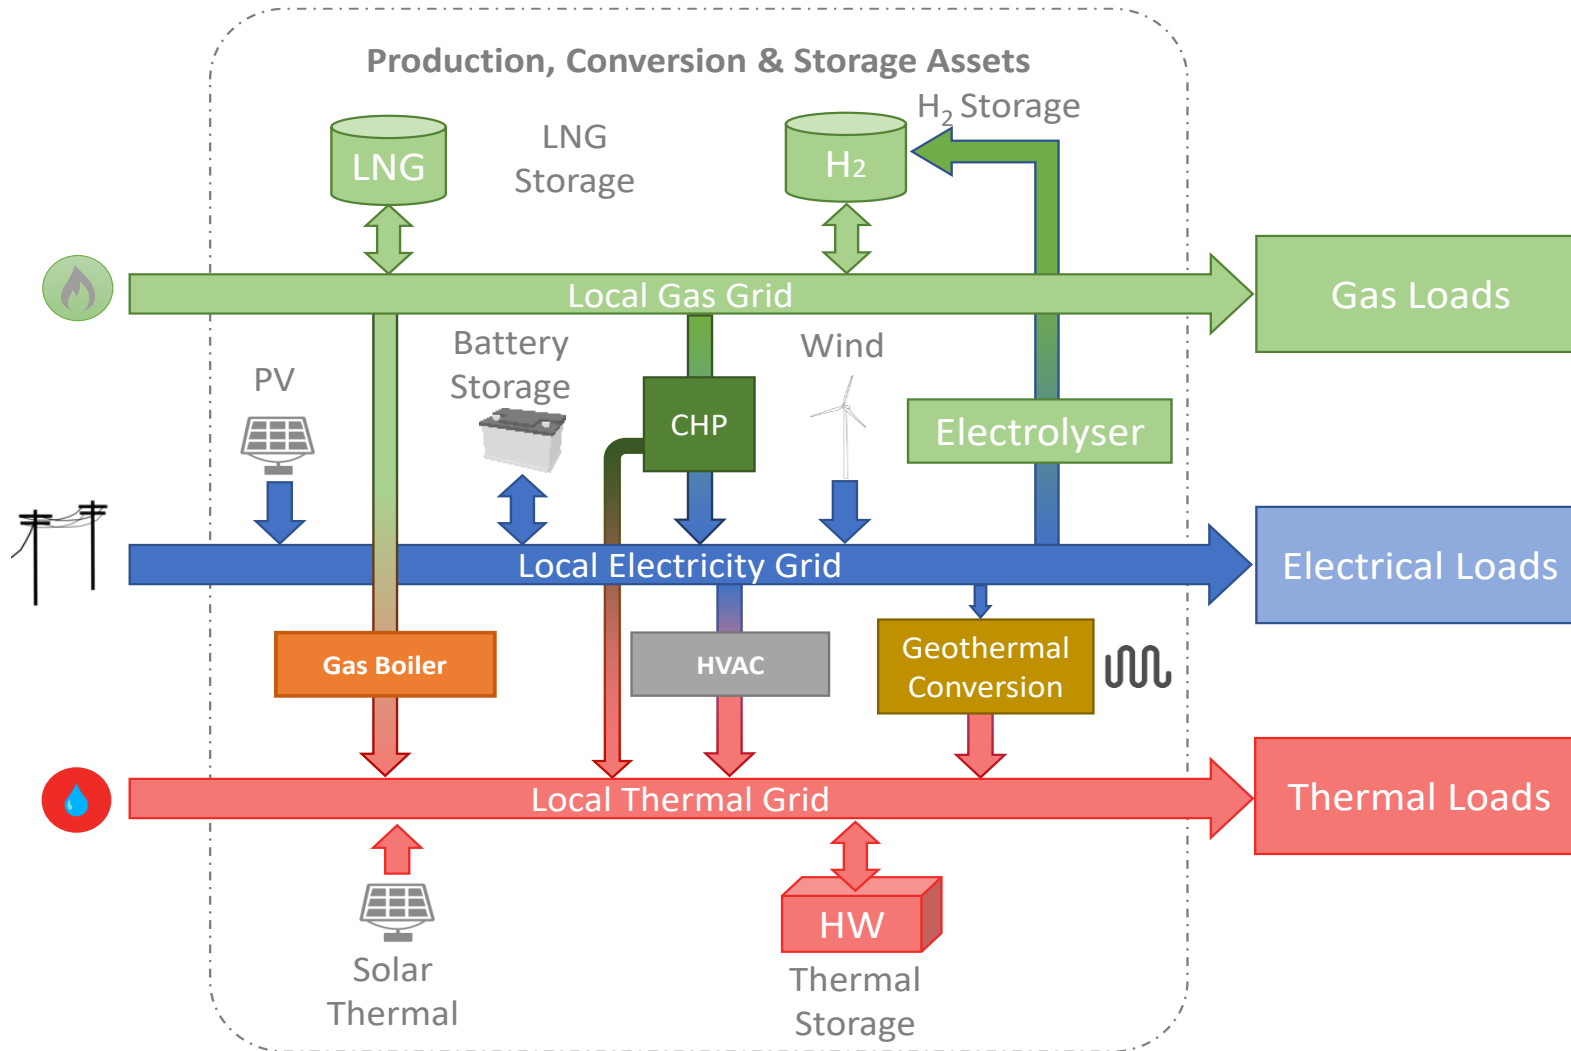 Production, Conversion & Storage Assets
H2 Storage
LNG
LNG
Storage
H2
Local Gas Grid
Gas Loads
PV
Battery
Storage
CHP
Wind
Electrolyser
Local Electricity Grid
Electrical Loads
Gas Boiler
HVAC
Geothermal
Conversion
Local Thermal Grid
Thermal Loads
Solar
Thermal
HW
Thermal
Storage